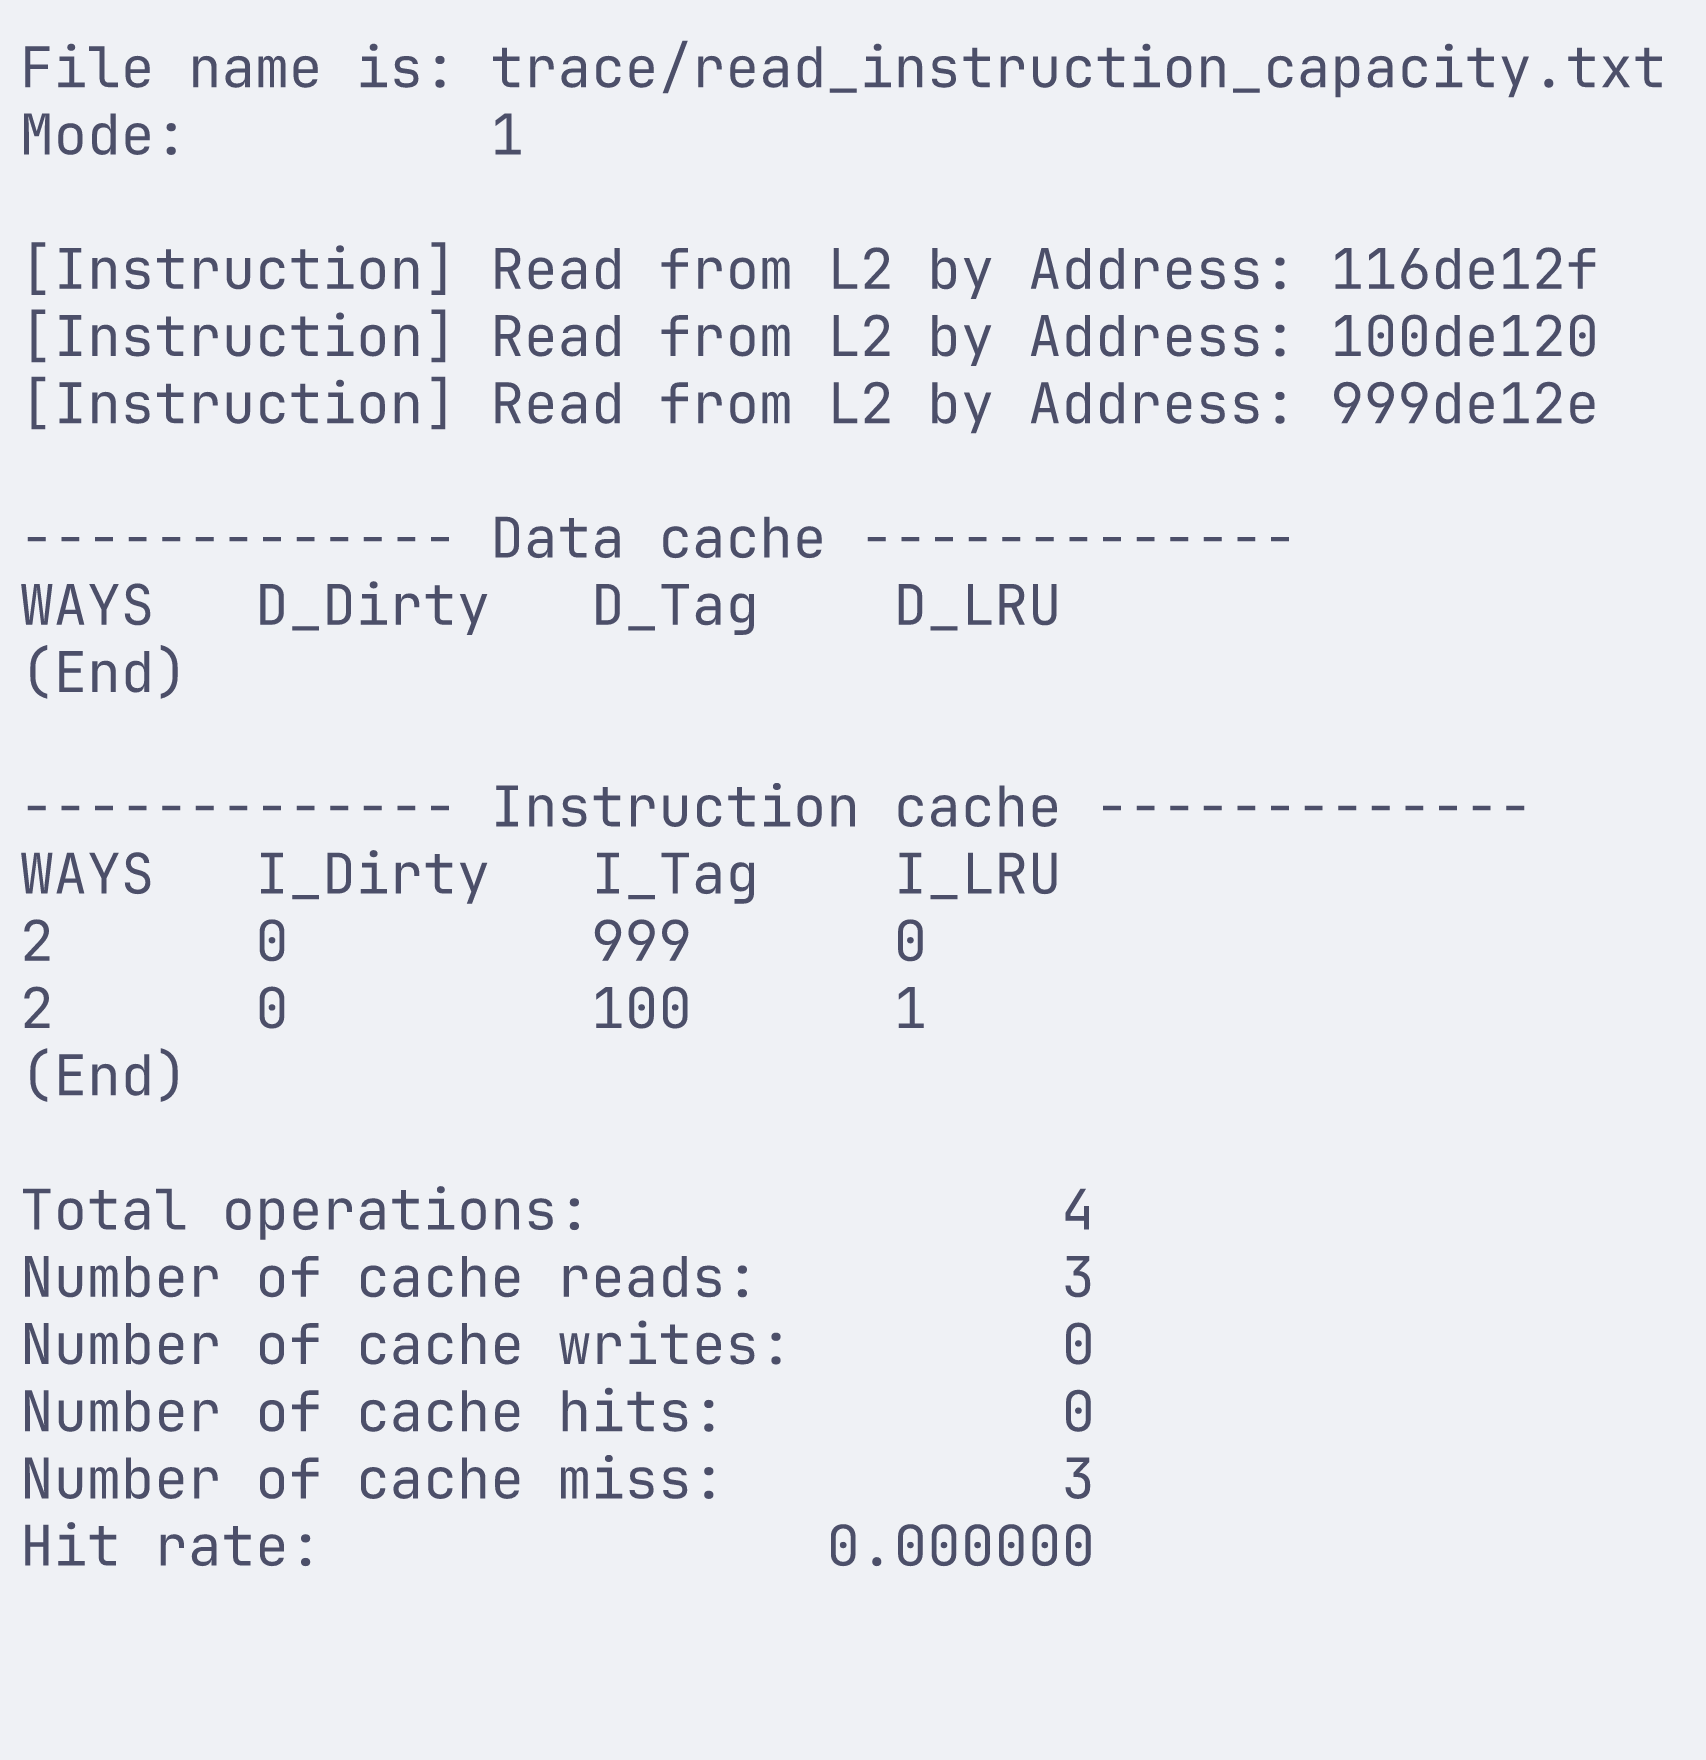 File name is: trace/read_instruction_capacity.txt
Mode:         1
[Instruction] Read from L2 by Address: 116de12f
[Instruction] Read from L2 by Address: 100de120
[Instruction] Read from L2 by Address: 999de12e
------------- Data cache -------------
WAYS   D_Dirty   D_Tag    D_LRU
(End)
------------- Instruction cache -------------
WAYS   I_Dirty   I_Tag    I_LRU
2      0         999      0
2      0         100      1
(End)
Total operations:              4
Number of cache reads:         3
Number of cache writes:        0
Number of cache hits:          0
Number of cache miss:          3
Hit rate:               0.000000